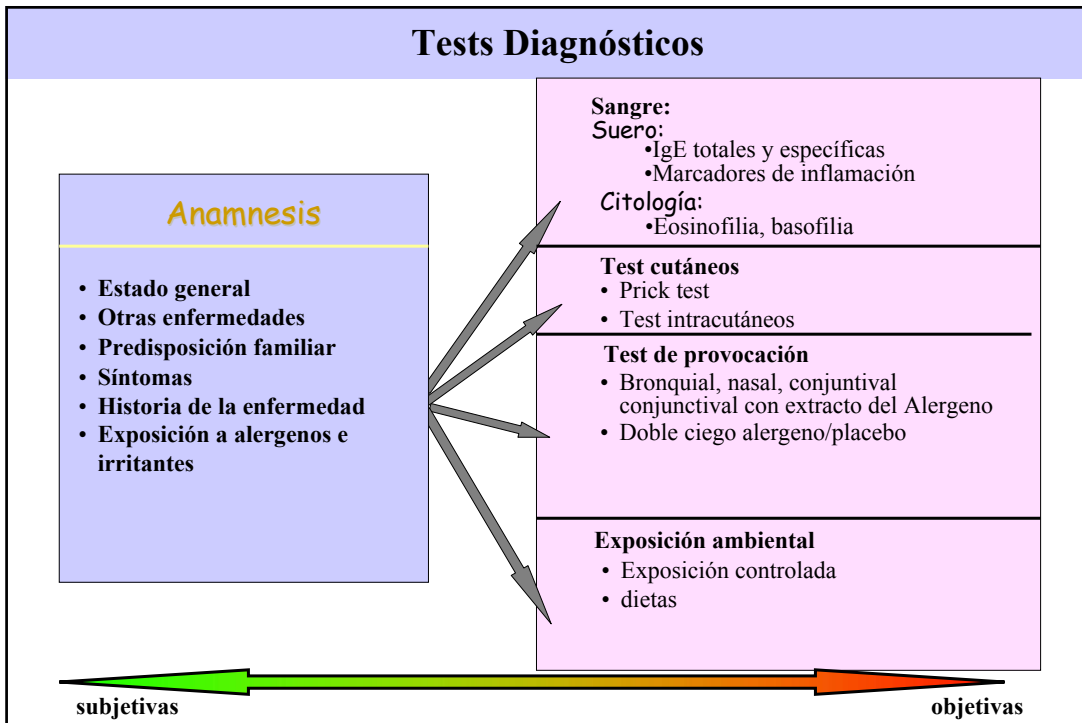 Tests Diagnósticos
Anamnesis
• Estado general
• Otras enfermedades
• Predisposición familiar
• Síntomas
• Historia de la enfermedad
• Exposición a alergenos e
irritantes
Sangre:
Suero:
•IgE totales y específicas
•Marcadores de inflamación
Citología:
•Eosinofilia, basofilia
Test cutáneos
• Prick test
• Test intracutáneos
Test de provocación
• Bronquial, nasal, conjuntival
conjunctival con extracto del Alergeno
• Doble ciego alergeno/placebo
Exposición ambiental
• Exposición controlada
• dietas
subjetivas
objetivas